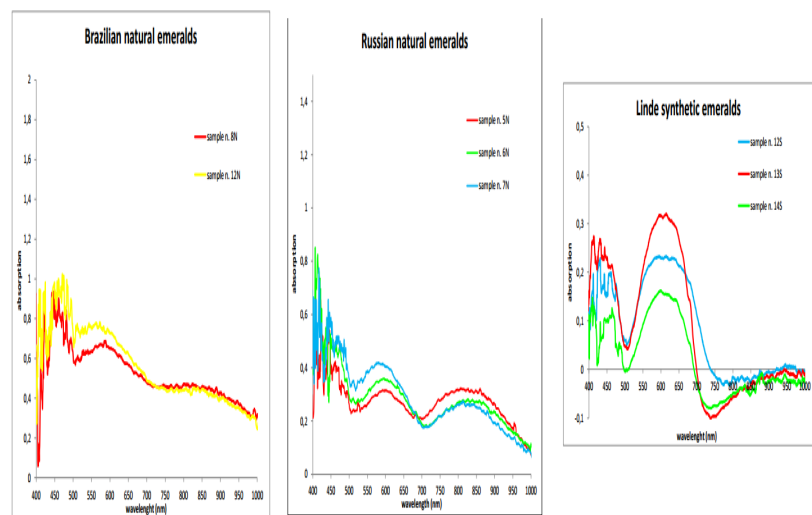 Brazilian natural emeralds
2
1,8
1,6
1,4
1,2
1
0,8
0,6
0,4
0,2
0
absorption
sample n. 8N
sample n. 12N
400 450 500 550 600 650 700 750 800 850 900 950 1000
wavelenght (nm)
Russian natural emeralds
1,4
1,2
1
0,8
0,6
0,4
0,2
0
absorption
sample n. 5N
sample n. 6N
sample n. 7N
400 450 500 550 600 650 700 750 800 850 900 950 1000
wavelength (nm)
Linde synthetic emeralds
0,5
0,4
0,3
0,2
0,1
0
-0,1
absorption
sample n. 12S
sample n. 13S
sample n. 14S
400 450 500 550 600 650 700 750 800 850 900 950 1000
wavelenght (nm)